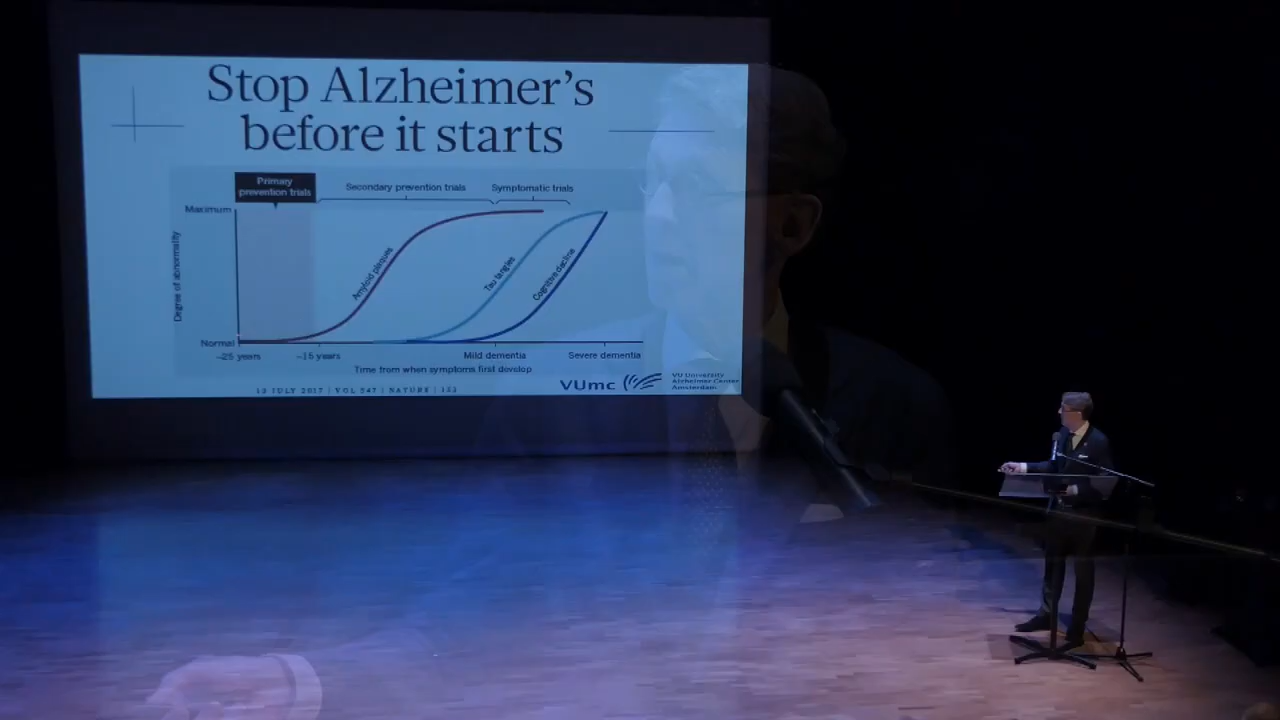 Stop Alzheimer's
before it starts
Primary
prevention trials
Secondary prevention trials
Symptomatic trials
Maximum
Degree of abnormality
Amyloid plaques
Tau tangles
Cognitive decline
Normal
−25 years
−15 years
Mild dementia
Severe dementia
Time from when symptoms first develop
13 JULY 2017 | VOL 547 | NATURE | 153
VUmc
VU University
Alzheimer Center
Amsterdam